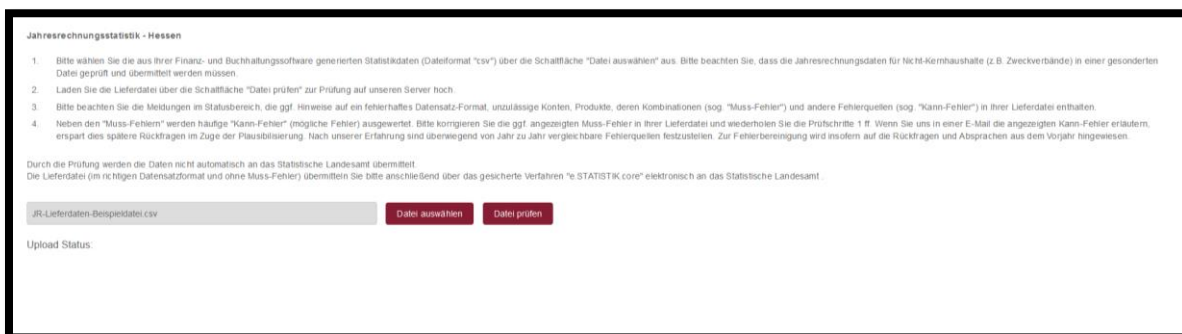 Jahresrechnungsstatistik - Hessen
1. Bitte wählen Sie die aus Ihrer Finanz- und Buchhaltungssoftware generierten Statistikdaten (Dateiformat "csv") über die Schaltfläche "Datei auswählen" aus. Bitte beachten Sie, dass die Jahresrechnungsdaten für Nicht-Kernhaushalte (z.B. Zweckverbände) in einer gesonderten
Datei geprüft und übermittelt werden müssen.
2. Laden Sie die Lieferdatei über die Schaltfläche "Datei prüfen" zur Prüfung auf unseren Server hoch.
3. Bitte beachten Sie die Meldungen im Statusbereich, die ggf. Hinweise auf ein fehlerhaftes Datensatz-Format, unzulässige Konten, Produkte, deren Kombinationen (sog. "Muss-Fehler") und andere Fehlerquellen (sog. "Kann-Fehler") in Ihrer Lieferdatei enthalten.
4. Neben den "Muss-Fehlern" werden häufige "Kann-Fehler" (mögliche Fehler) ausgewertet. Bitte korrigieren Sie die ggf. angezeigten Muss-Fehler in Ihrer Lieferdatei und wiederholen Sie die Prüfschritte 1 ff. Wenn Sie uns in einer E-Mail die angezeigten Kann-Fehler erläutern,
erspart dies spätere Rückfragen im Zuge der Plausibilisierung. Nach unserer Erfahrung sind überwiegend von Jahr zu Jahr vergleichbare Fehlerquellen festzustellen. Zur Fehlerbereinigung wird insofern auf die Rückfragen und Absprachen aus dem Vorjahr hingewiesen.
Durch die Prüfung werden die Daten nicht automatisch an das Statistische Landesamt übermittelt.
Die Lieferdatei (im richtigen Datensatzformat und ohne Muss-Fehler) übermitteln Sie bitte anschließend über das gesicherte Verfahren "e.STATISTIK.core" elektronisch an das Statistische Landesamt .
JR-Lieferdaten-Beispieldatei.csv Datei auswählen Datei prüfen
Upload Status: